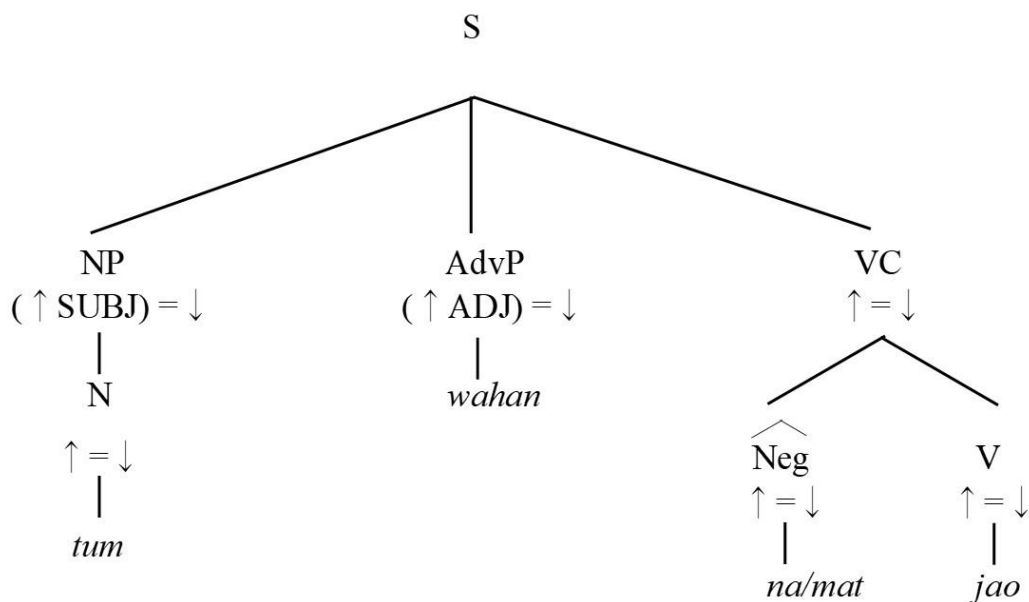 S
NP AdvP VC
( ↑ SUBJ) = ↓ ( ↑ ADJ) = ↓ ↑ = ↓
N wahan
↑ = ↓ Neg V
↑ = ↓ ↑ = ↓
tum
na/mat jao